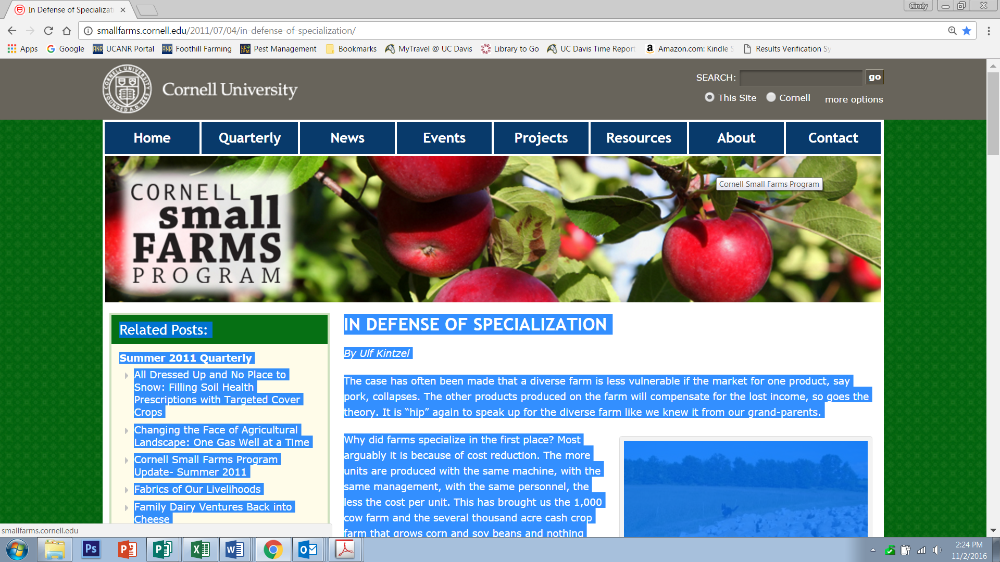 In Defense of Specializati
Cindy
smallfarms.cornell.edu/2011/07/04/in-defense-of-specialization/
Apps Google UCANR Portal Foothill Farming Pest Management Bookmarks MyTravel @ UC Davis Library to Go UC Davis Time Report Amazon.com: Kindle S Results Verification Sy
Cornell University
SEARCH: go
This Site Cornell more options
Home Quarterly News Events Projects Resources About Contact
CORNELL
small
FARMS
PROGRAM
Cornell Small Farms Program
Related Posts:
Summer 2011 Quarterly
All Dressed Up and No Place to
Snow: Filling Soil Health
Prescriptions with Targeted Cover
Crops
Changing the Face of Agricultural
Landscape: One Gas Well at a Time
Cornell Small Farms Program
Update- Summer 2011
Fabrics of Our Livelihoods
Family Dairy Ventures Back into
Cheese
IN DEFENSE OF SPECIALIZATION
By Ulf Kintzel
The case has often been made that a diverse farm is less vulnerable if the market for one product, say
pork, collapses. The other products produced on the farm will compensate for the lost income, so goes the
theory. It is “hip” again to speak up for the diverse farm like we knew it from our grand-parents.
Why did farms specialize in the first place? Most
arguably it is because of cost reduction. The more
units are produced with the same machine, with the
same management, with the same personnel, the
less the cost per unit. This has brought us the 1,000
cow farm and the several thousand acre cash crop
farm that grows corn and soy beans and nothing
smallfarms.cornell.edu
2:24 PM
11/2/2016